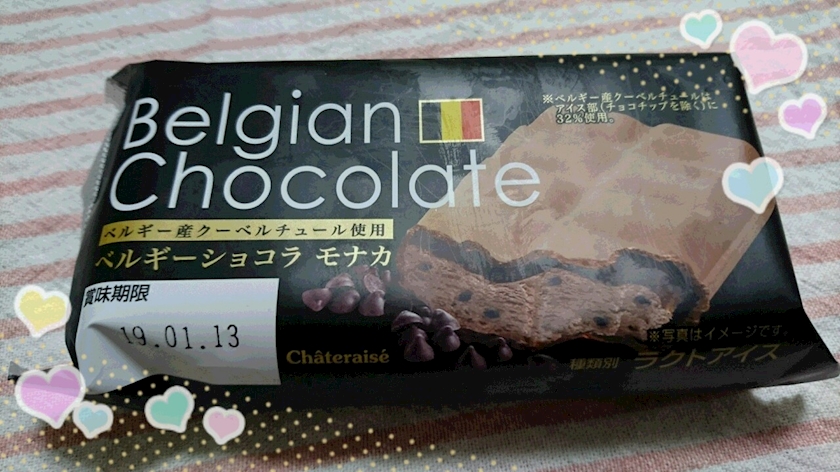 Belgian
Chocolate
※ベルギー産クーベルチュールは
アイス部(チョコチップを除く)に
32%使用。
ベルギー産クーベルチュール使用
ベルギーショコラ モナカ
賞味期限
19.01.13
Châteraisé
※写真はイメージです。
種類別 ラクトアイス